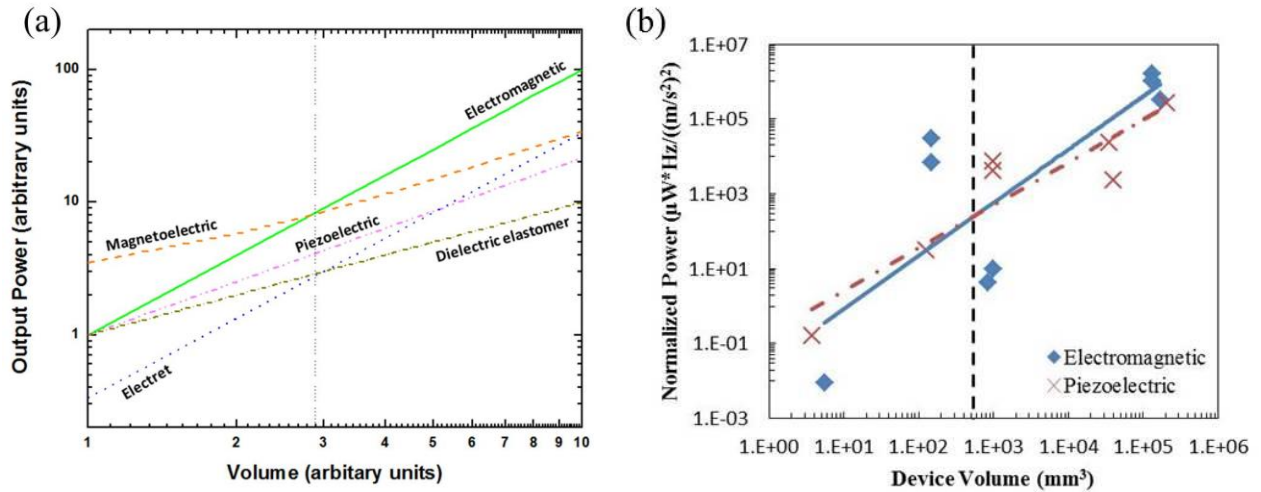 (a)
Output Power (arbitrary units)
100
10
1
Electromagnetic
Magnetoelectric
Piezoelectric
Dielectric elastomer
Electret
1 2 3 4 5 6 7 8 9 10
Volume (arbitary units)
(b)
Normalized Power (μW*Hz/((m/s²)²)
1.E+07
1.E+05
1.E+03
1.E+01
1.E-01
1.E-03
Electromagnetic
Piezoelectric
1.E+00 1.E+01 1.E+02 1.E+03 1.E+04 1.E+05 1.E+06
Device Volume (mm³)